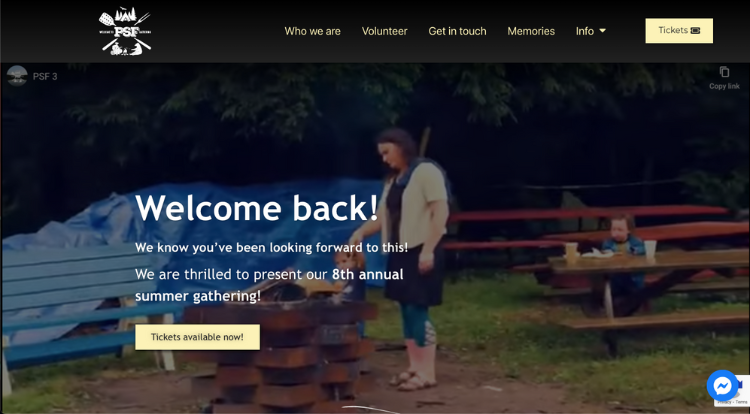 PSF
Who we are
Volunteer
Get in touch
Memories
Info
Tickets
PSF 3
Copy link
Welcome back!
We know you've been looking forward to this!
We are thrilled to present our 8th annual
summer gathering!
Tickets available now!
Privacy - Terms